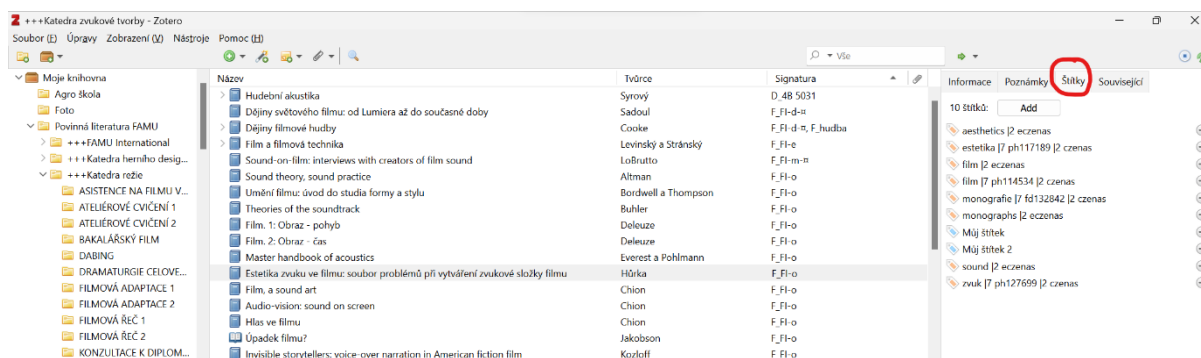 +++Katedra zvukové tvorby - Zotero
Soubor (F) Úpravy Zobrazení (V) Nástroje Pomoc (H)
Vše
Moje knihovna
Agro škola
Foto
Povinná literatura FAMU
+++FAMU International
+++Katedra herního desig...
+++Katedra režie
ASISTENCE NA FILMU V...
ATELIÉROVÉ CVIČENÍ 1
ATELIÉROVÉ CVIČENÍ 2
BAKALÁŘSKÝ FILM
DABING
DRAMATURGIE CELOVE...
FILMOVÁ ADAPTACE 1
FILMOVÁ ADAPTACE 2
FILMOVÁ ŘEČ 1
FILMOVÁ ŘEČ 2
KONZULTACE K DIPLOM...
Název Tvůrce Signatura
Hudební akustika Syrový D_4B 5031
Dějiny světového filmu: od Lumiera až do současné doby Sadoul F_FI-d-¤
Dějiny filmové hudby Cooke F_FI-d-¤, F_hudba
Film a filmová technika Levinský a Stránský F_FI-e
Sound-on-film: interviews with creators of film sound LoBrutto F_FI-m-¤
Sound theory, sound practice Altman F_FI-o
Umění filmu: úvod do studia formy a stylu Bordwell a Thompson F_FI-o
Theories of the soundtrack Buhler F_FI-o
Film. 1: Obraz - pohyb Deleuze F_FI-o
Film. 2: Obraz - čas Deleuze F_FI-o
Master handbook of acoustics Everest a Pohlmann F_FI-o
Estetika zvuku ve filmu: soubor problémů při vytváření zvukové složky filmu Hůrka F_FI-o
Film, a sound art Chion F_FI-o
Audio-vision: sound on screen Chion F_FI-o
Hlas ve filmu Chion F_FI-o
Úpadek filmu? Jakobson F_FI-o
Invisible storytellers: voice-over narration in American fiction film Kozloff F_FI-o
Informace Poznámky Štítky Související
10 štítků: Add
aesthetics |2 eczenas
estetika |7 ph117189 |2 czenas
film |2 eczenas
film |7 ph114534 |2 czenas
monografie |7 fd132842 |2 czenas
monographs |2 eczenas
Můj štítek
Můj štítek 2
sound |2 eczenas
zvuk |7 ph127699 |2 czenas